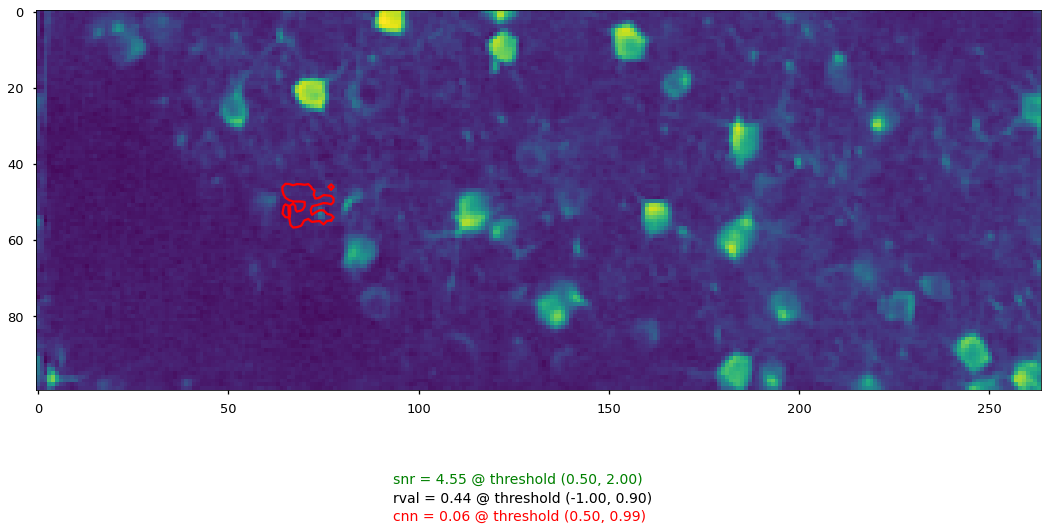 0
20
40
60
80
0 50 100 150 200 250
snr = 4.55 @ threshold (0.50, 2.00)
rval = 0.44 @ threshold (-1.00, 0.90)
cnn = 0.06 @ threshold (0.50, 0.99)